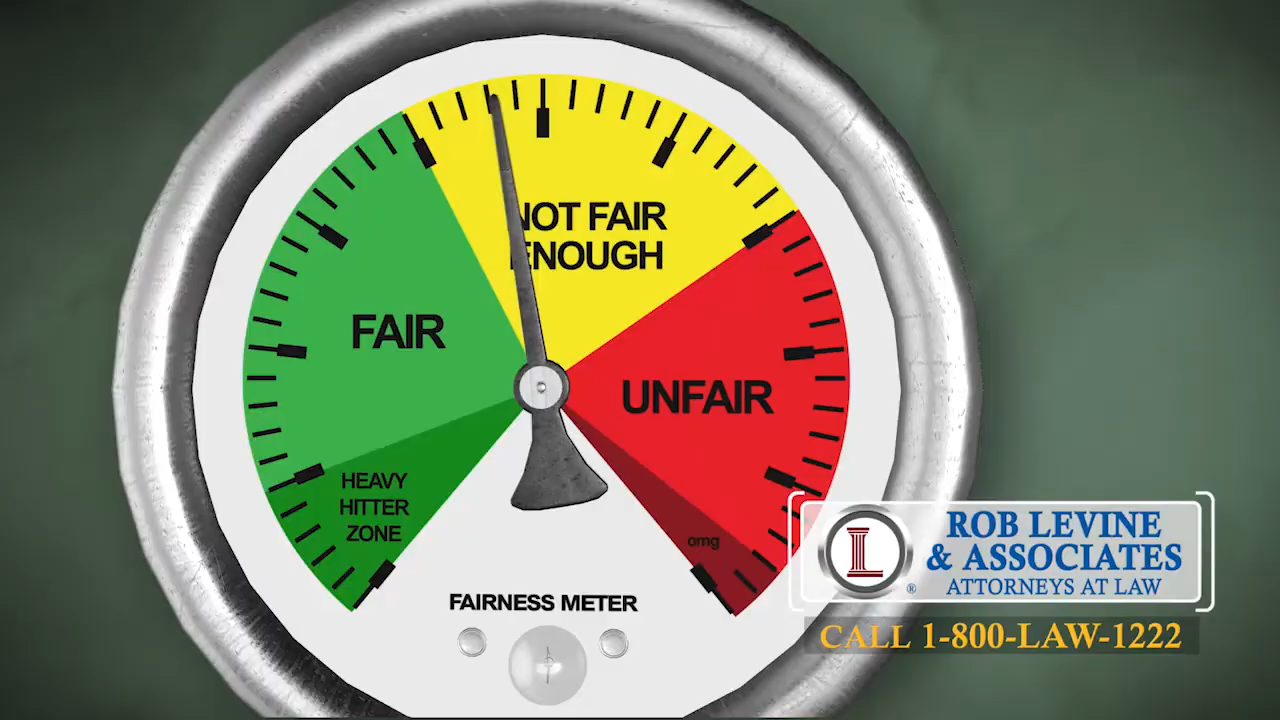 NOT FAIR
ENOUGH
FAIR
UNFAIR
HEAVY
HITTER
ZONE
omg
FAIRNESS METER
L
ROB LEVINE
& ASSOCIATES
® ATTORNEYS AT LAW
CALL 1-800-LAW-1222